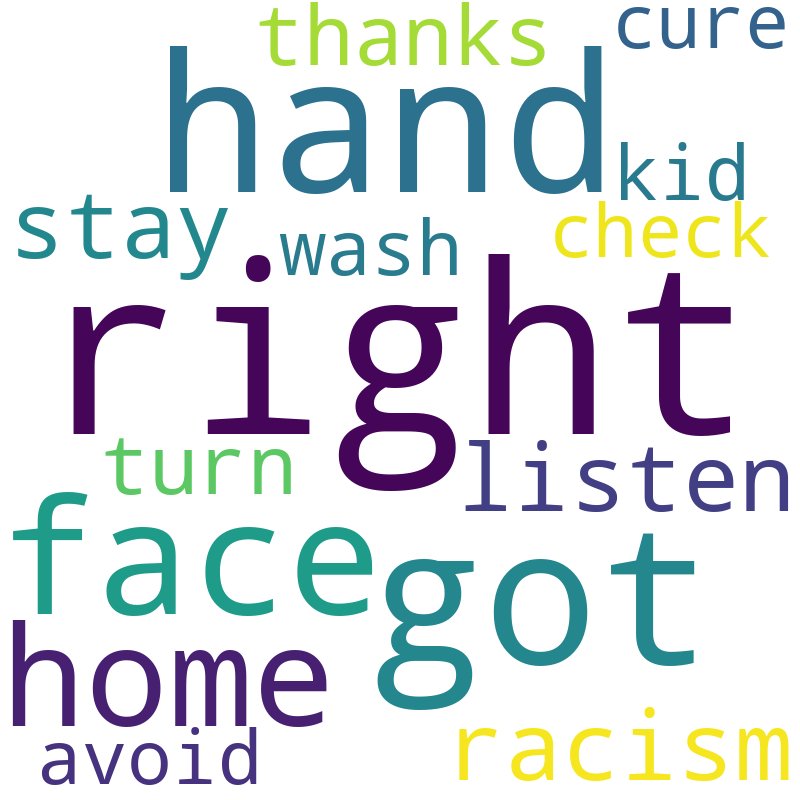 thanks
cure
hand
kid
stay
wash
check
right
turn
listen
face
got
home
avoid
racism